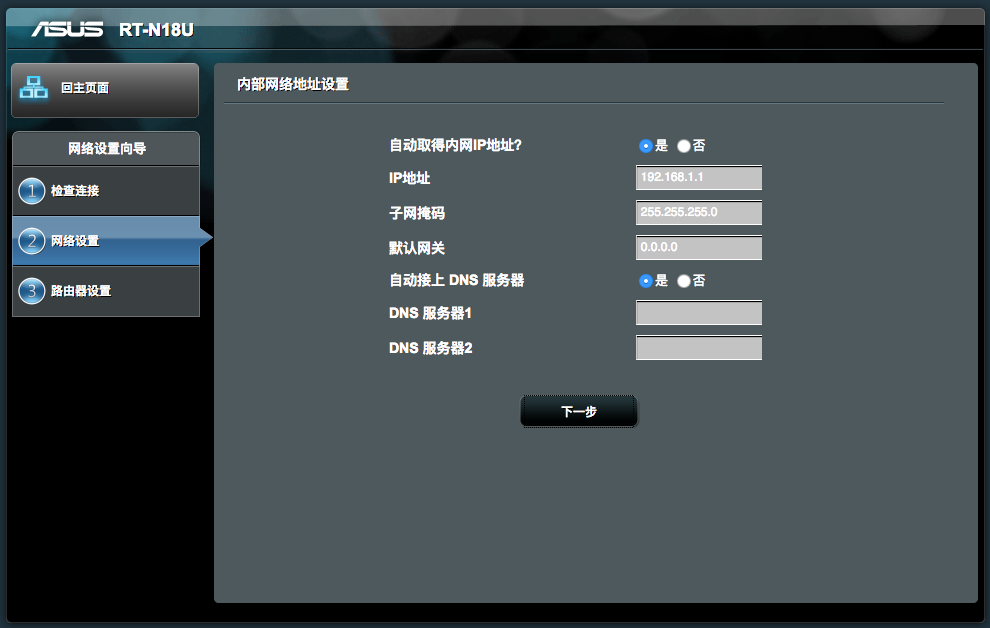 ASUS RT-N18U
回主页面
网络设置向导
1 检查连接
2 网络设置
3 路由器设置
内部网络地址设置
自动取得内网IP地址? 是 否
IP地址 192.168.1.1
子网掩码 255.255.255.0
默认网关 0.0.0.0
自动接上 DNS 服务器 是 否
DNS 服务器1
DNS 服务器2
下一步